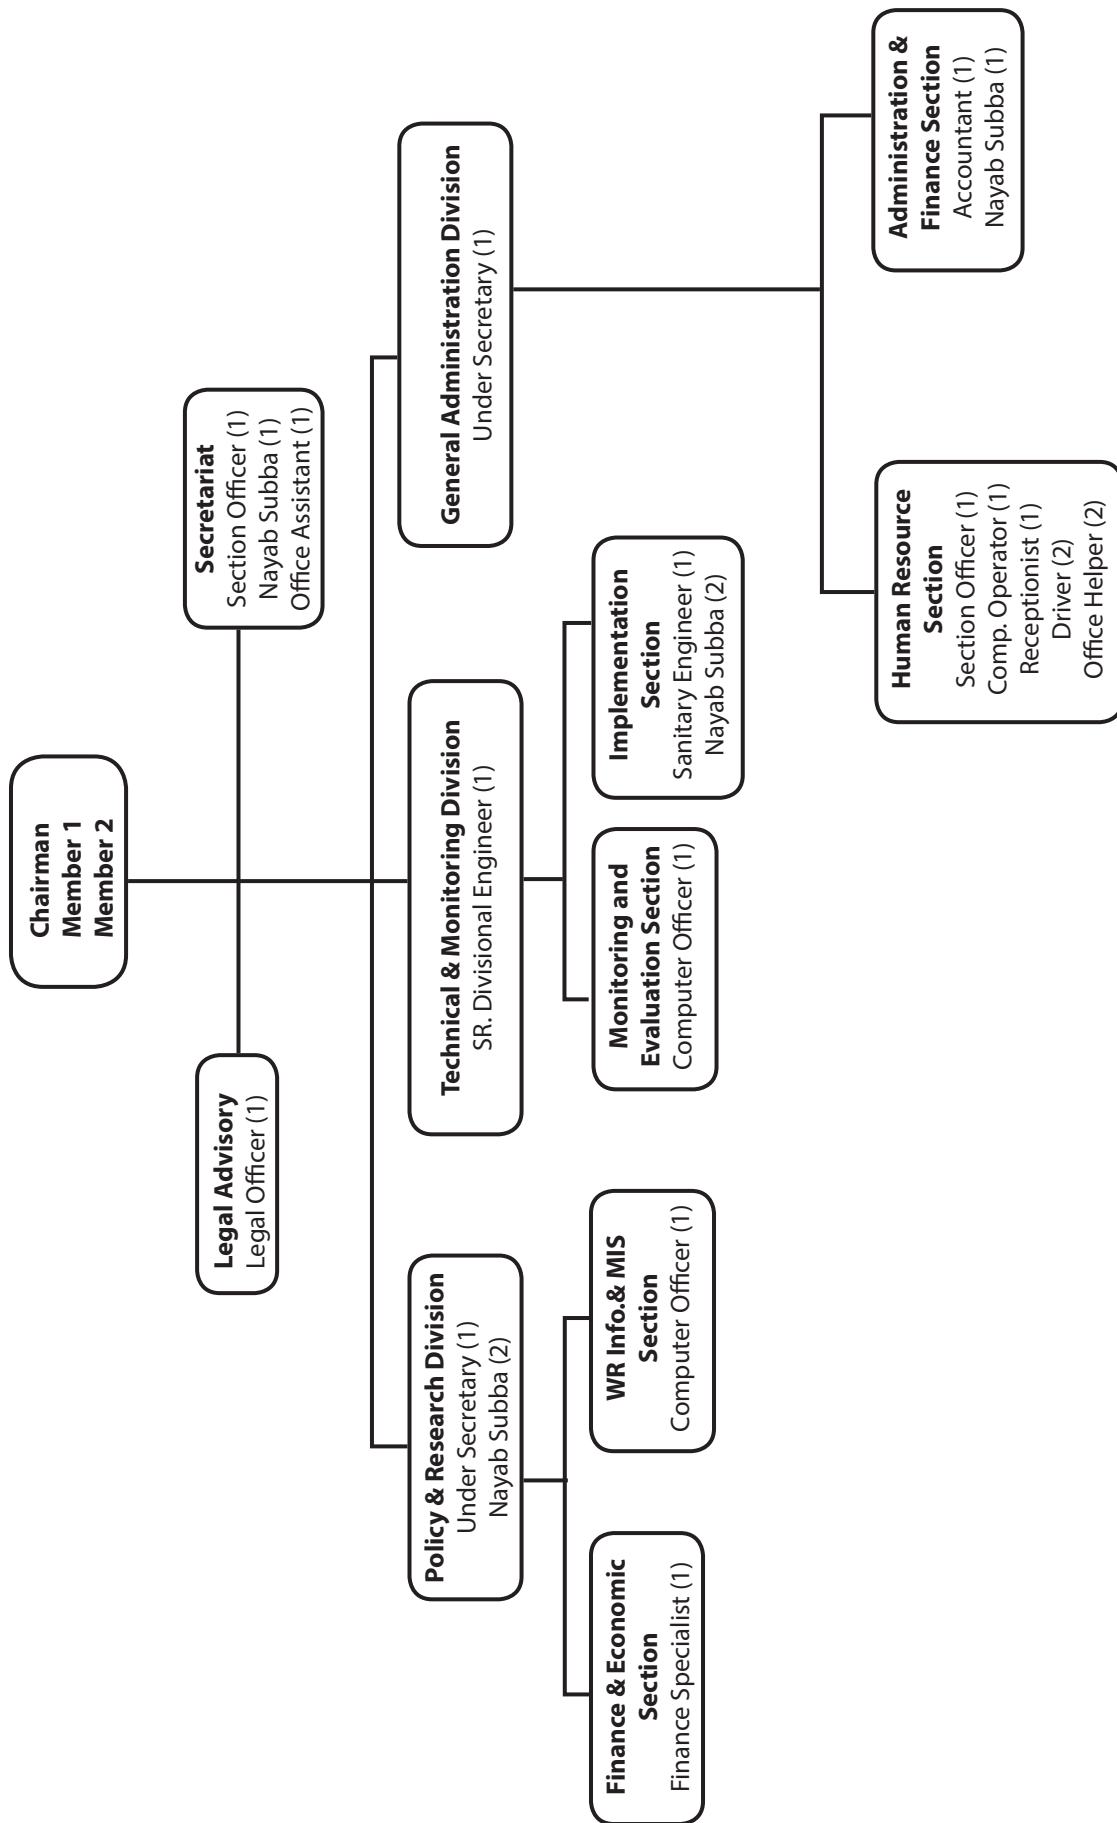 Chairman
Member 1
Member 2
Legal Advisory
Legal Officer (1)
Secretariat
Section Officer (1)
Nayab Subba (1)
Office Assistant (1)
Policy & Research Division
Under Secretary (1)
Nayab Subba (2)
Technical & Monitoring Division
SR. Divisional Engineer (1)
General Administration Division
Under Secretary (1)
Finance & Economic
Section
Finance Specialist (1)
WR Info.& MIS
Section
Computer Officer (1)
Monitoring and
Evaluation Section
Computer Officer (1)
Implementation
Section
Sanitary Engineer (1)
Nayab Subba (2)
Human Resource
Section
Section Officer (1)
Comp. Operator (1)
Receptionist (1)
Driver (2)
Office Helper (2)
Administration &
Finance Section
Accountant (1)
Nayab Subba (1)